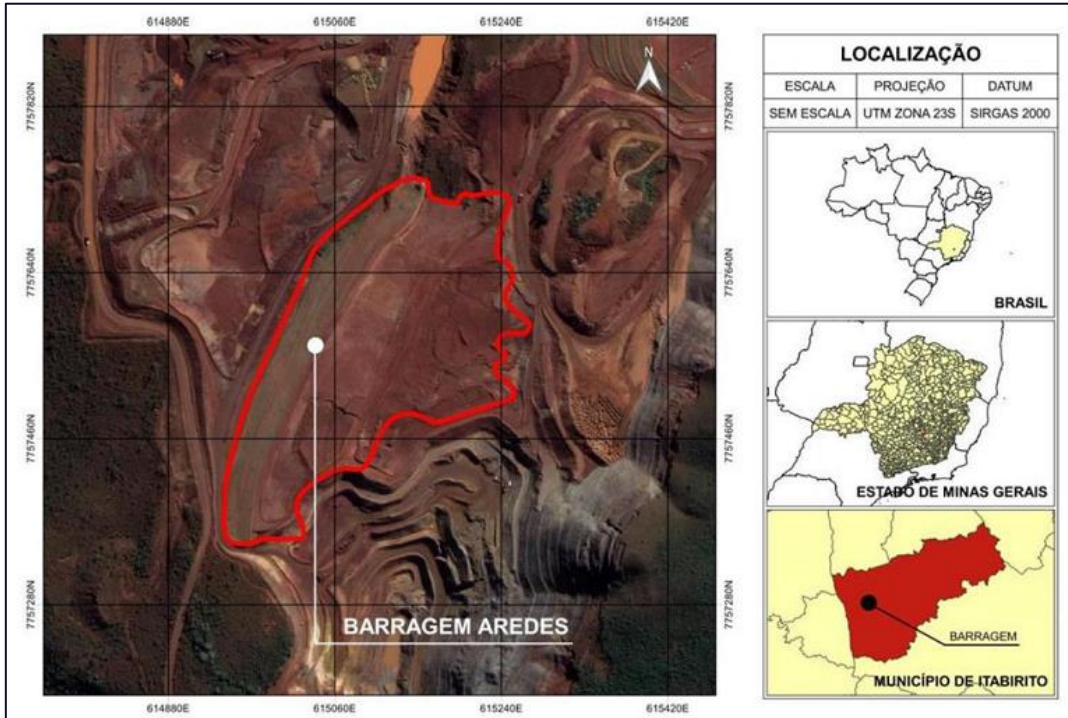 614880E 615060E 615240E 615420E
N
7757820N 7757820N
7757640N 7757640N
7757460N 7757460N
7757280N 7757280N
BARRAGEM AREDES
614880E 615060E 615240E 615420E
LOCALIZAÇÃO
ESCALA PROJEÇÃO DATUM
SEM ESCALA UTM ZONA 23S SIRGAS 2000
BRASIL
ESTADO DE MINAS GERAIS
BARRAGEM
MUNICÍPIO DE ITABIRITO